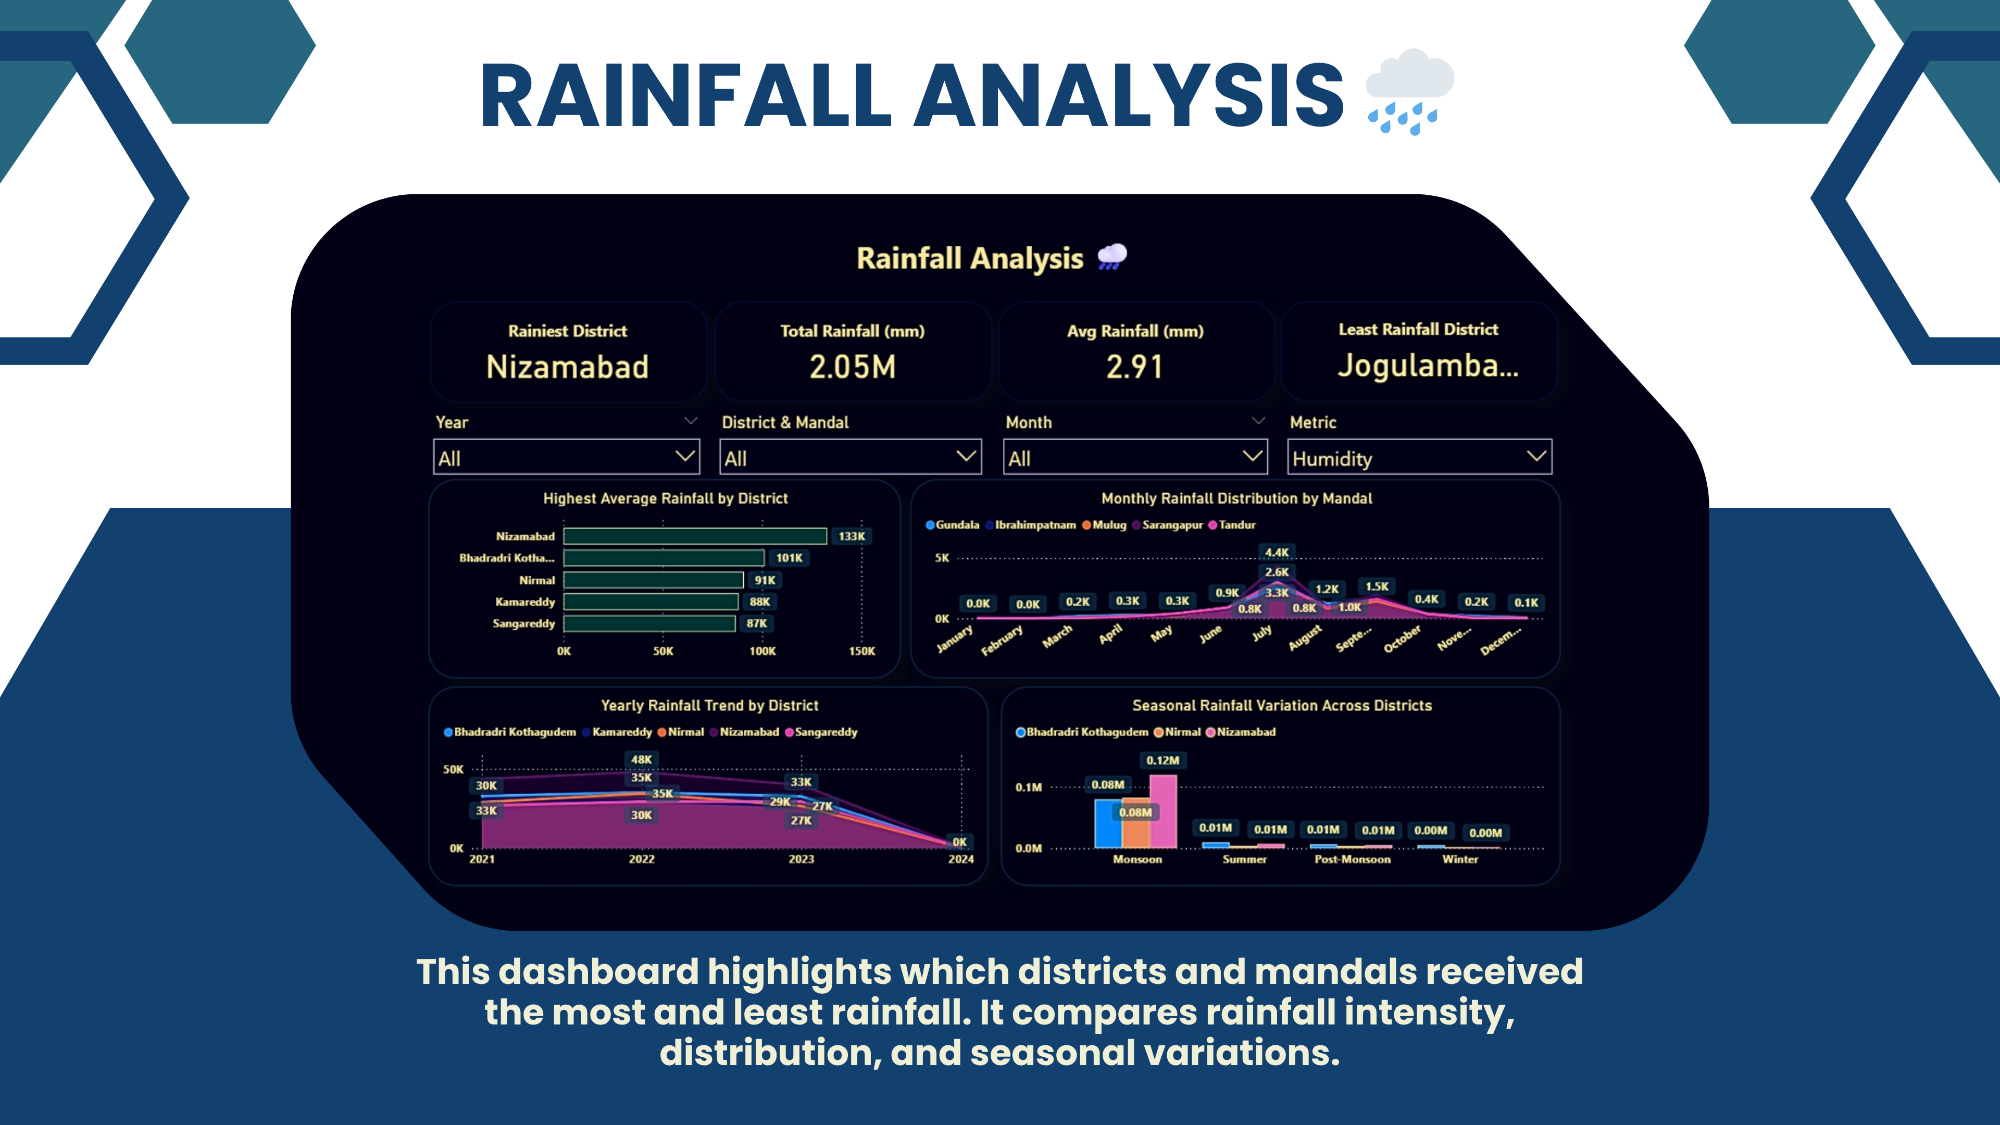 RAINFALL ANALYSIS
Rainfall Analysis
Rainiest District
Nizamabad
Total Rainfall (mm)
2.05M
Avg Rainfall (mm)
2.91
Least Rainfall District
Jogulamba...
Year
All
District & Mandal
All
Month
All
Metric
Humidity
Highest Average Rainfall by District
Nizamabad 133K
Bhadradri Kotha... 101K
Nirmal 91K
Kamareddy 88K
Sangareddy 87K
0K 50K 100K 150K
Monthly Rainfall Distribution by Mandal
Gundala Ibrahimpatnam Mulug Sarangapur Tandur
4.4K
5K
2.6K
0.9K 3.3K 1.2K 1.5K
0.0K 0.0K 0.2K 0.3K 0.3K 0.4K 0.2K 0.1K
0.8K 0.8K 1.0K
0K
January February March April May June July August Septe... October Nove... Decem...
Yearly Rainfall Trend by District
Bhadradri Kothagudem Kamareddy Nirmal Nizamabad Sangareddy
48K
50K
35K
30K 33K
35K
29K 27K
33K 30K 27K
0K
0K
2021 2022 2023 2024
Seasonal Rainfall Variation Across Districts
Bhadradri Kothagudem Nirmal Nizamabad
0.12M
0.1M 0.08M
0.08M
0.01M 0.01M 0.01M 0.01M 0.00M 0.00M
0.0M
Monsoon Summer Post-Monsoon Winter
This dashboard highlights which districts and mandals received
the most and least rainfall. It compares rainfall intensity,
distribution, and seasonal variations.